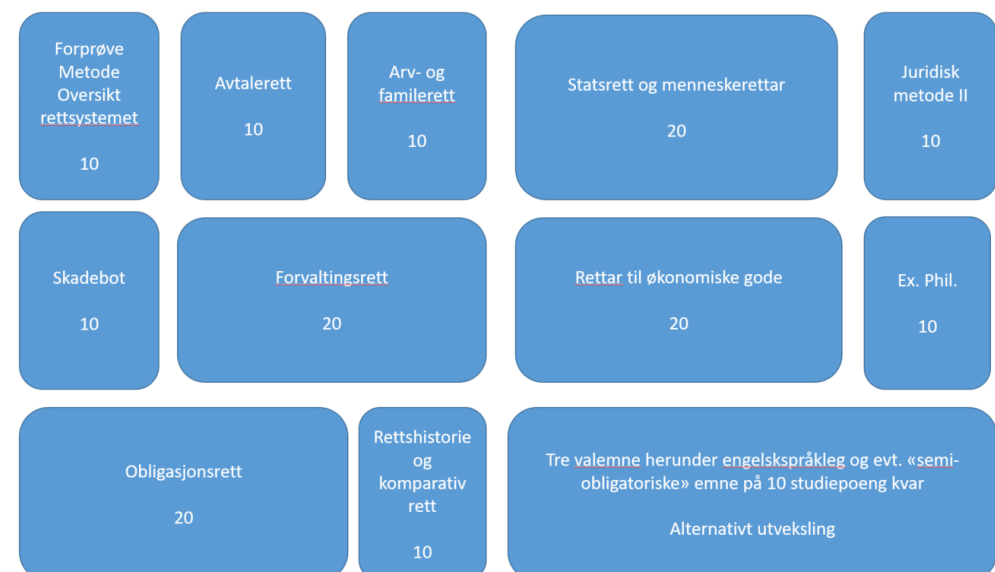 Forprøve
Metode
Oversikt
rettsystemet
10
Avtalerett
10
Arv- og
familerett
10
Statsrett og menneskerettar
20
Juridisk
metode II
10
Skadebot
10
Forvaltingsrett
20
Rettar til økonomiske gode
20
Ex. Phil.
10
Obligasjonsrett
20
Rettshistorie
og
komparativ
rett
10
Tre valemne herunder engelskspråkleg og evt. «semi-
obligatoriske» emne på 10 studiepoeng kvar
Alternativt utveksling